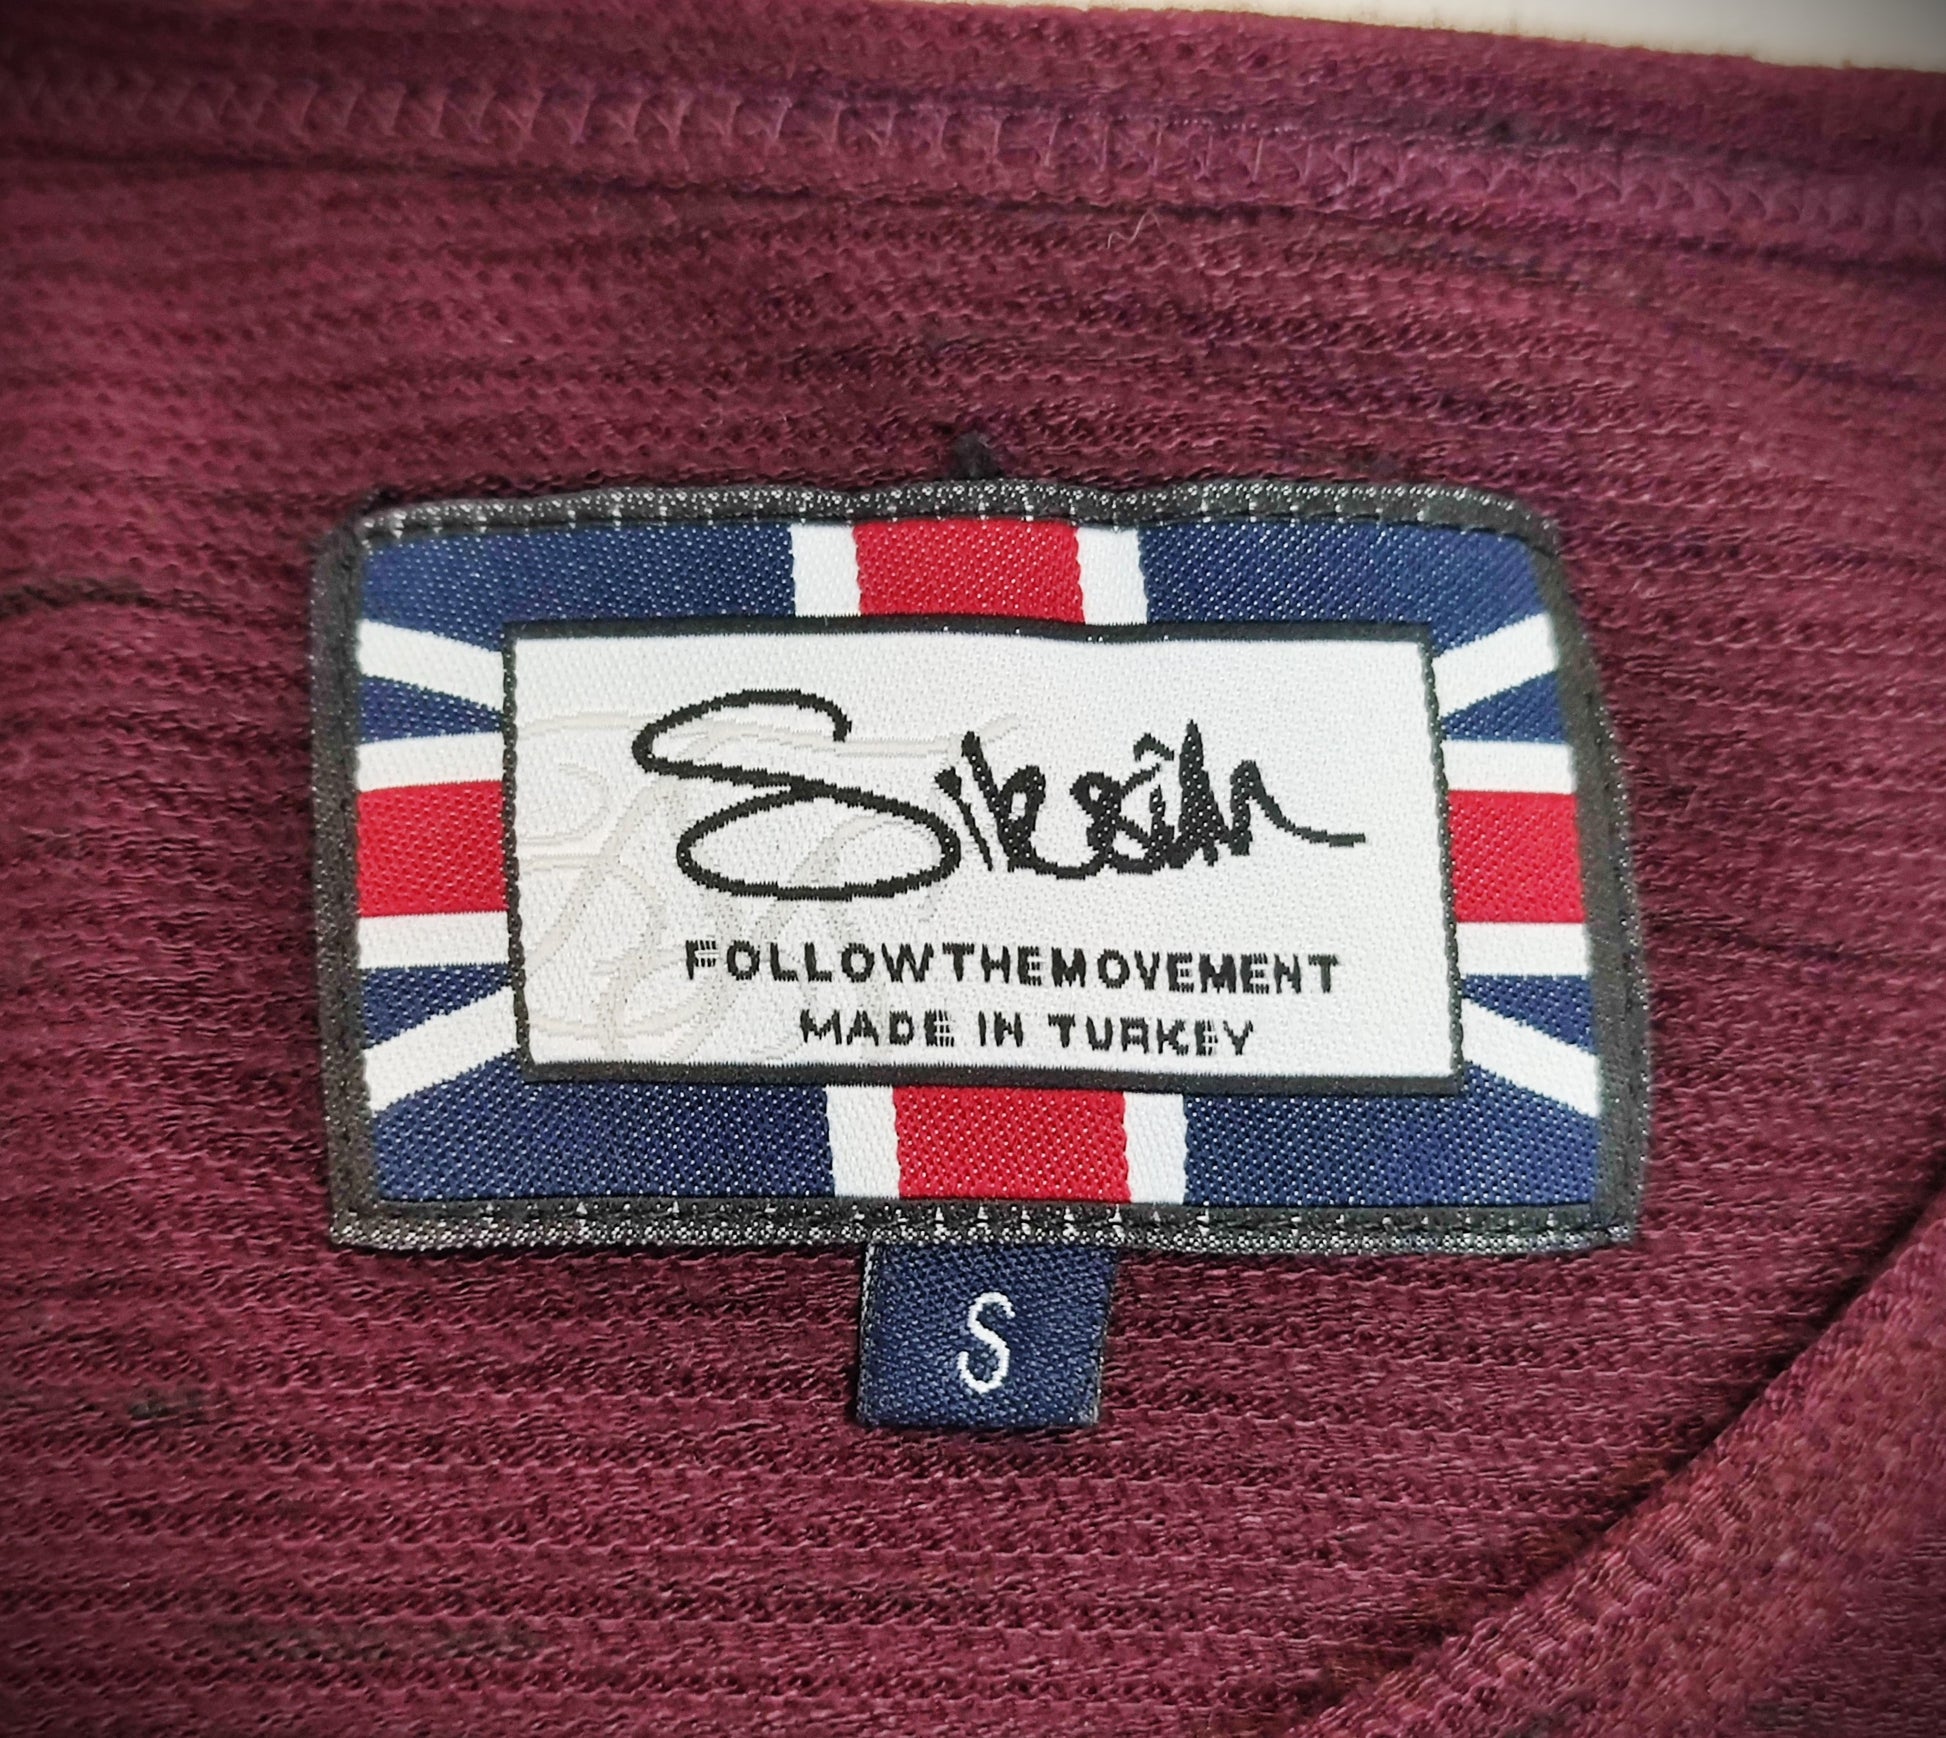 Siksilk
FOLLOWTHEMOVEMENT
MADE IN TURKEY
S